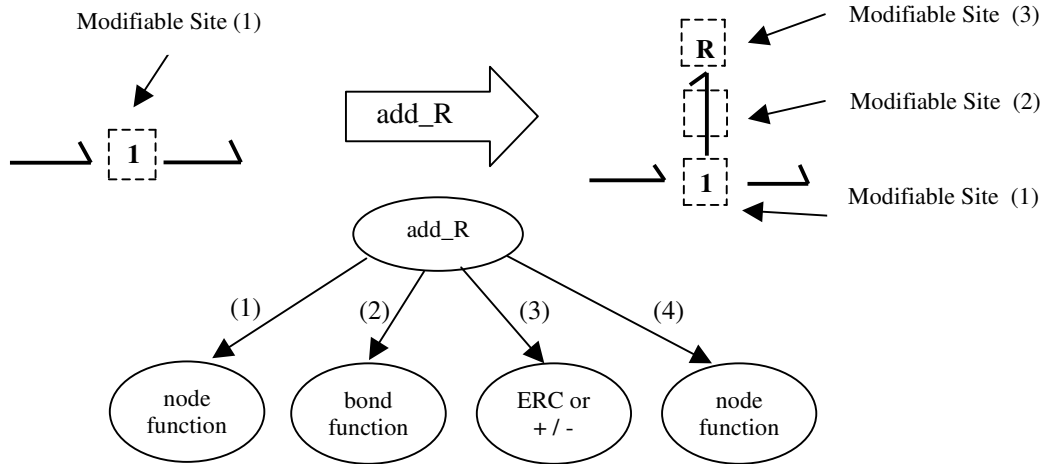 Modifiable Site (1)
1
add_R
Modifiable Site (3)
R
Modifiable Site (2)
1
Modifiable Site (1)
add_R
(1)
(2)
(3)
(4)
node
function
bond
function
ERC or
+ / -
node
function